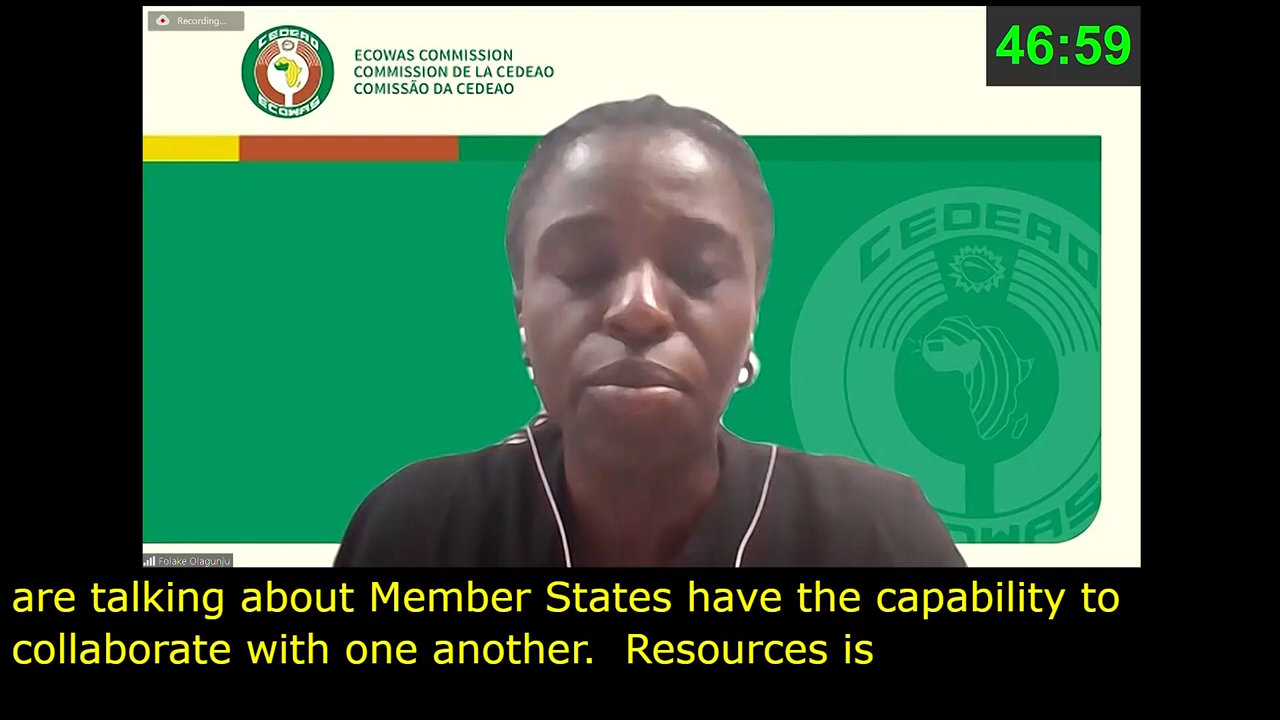 Recording...
CEDEAO
ECOWAS
ECOWAS COMMISSION
COMMISSION DE LA CEDEAO
COMISSÃO DA CEDEAO
46:59
CEDEAO
ECOWAS
Folake Olagunju
are talking about Member States have the capability to
collaborate with one another.  Resources is